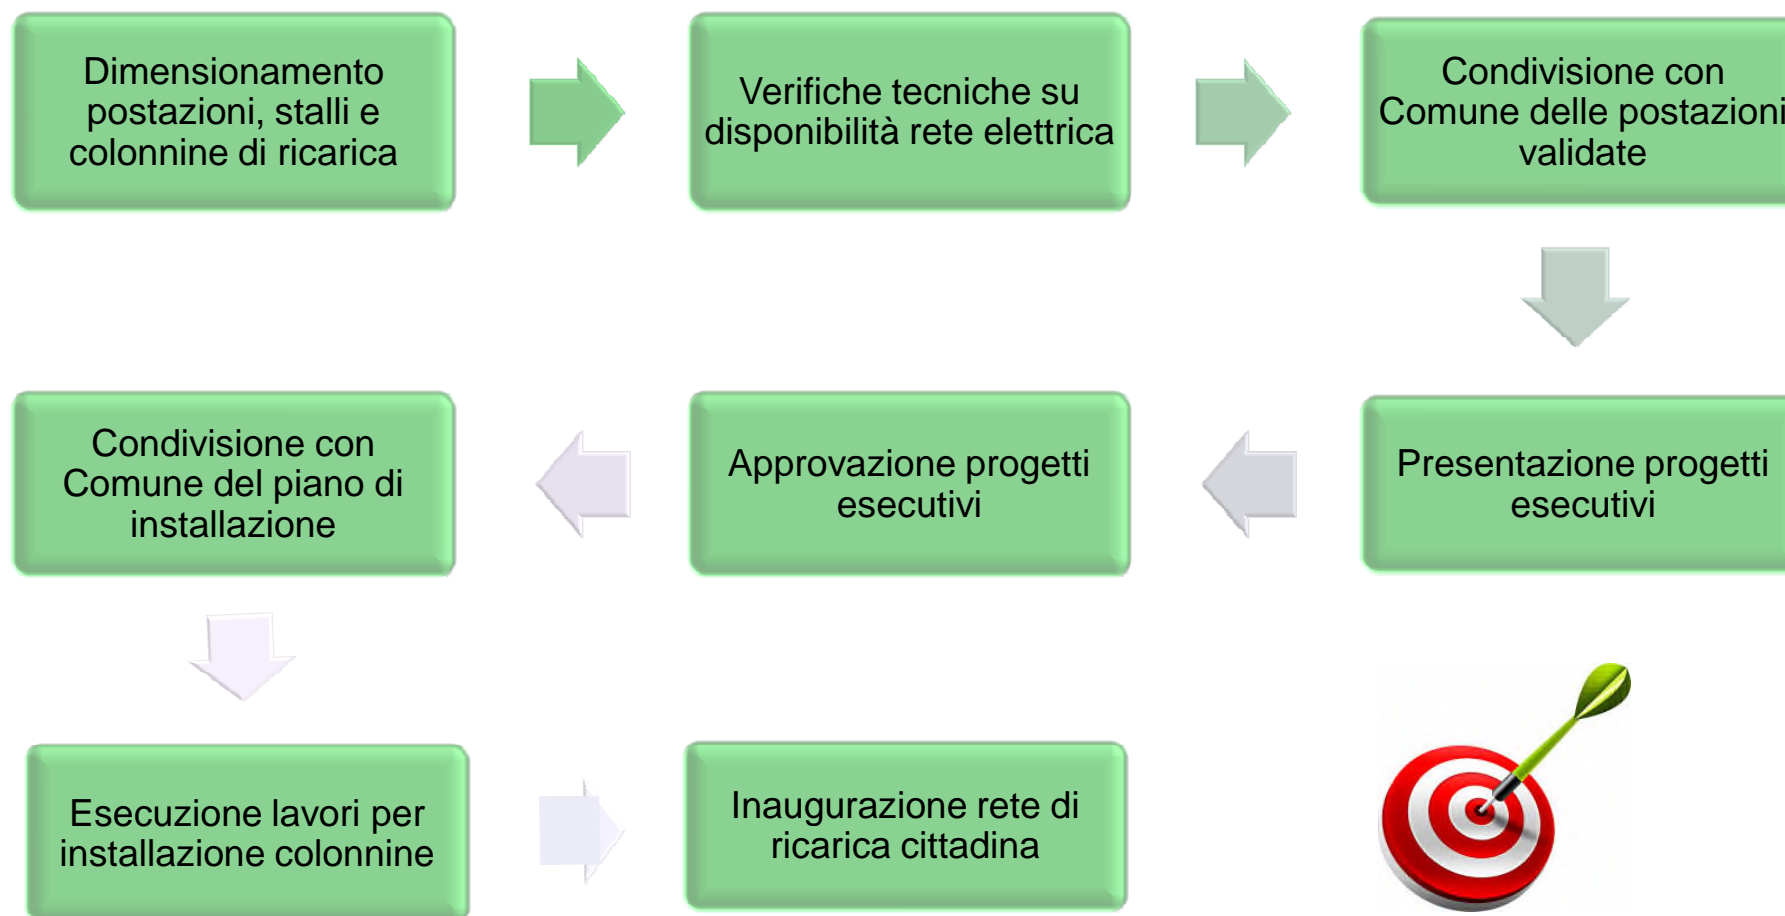 Dimensionamento
postazioni, stalli e
colonnine di ricarica
Verifiche tecniche su
disponibilità rete elettrica
Condivisione con
Comune delle postazioni
validate
Presentazione progetti
esecutivi
Approvazione progetti
esecutivi
Condivisione con
Comune del piano di
installazione
Esecuzione lavori per
installazione colonnine
Inaugurazione rete di
ricarica cittadina